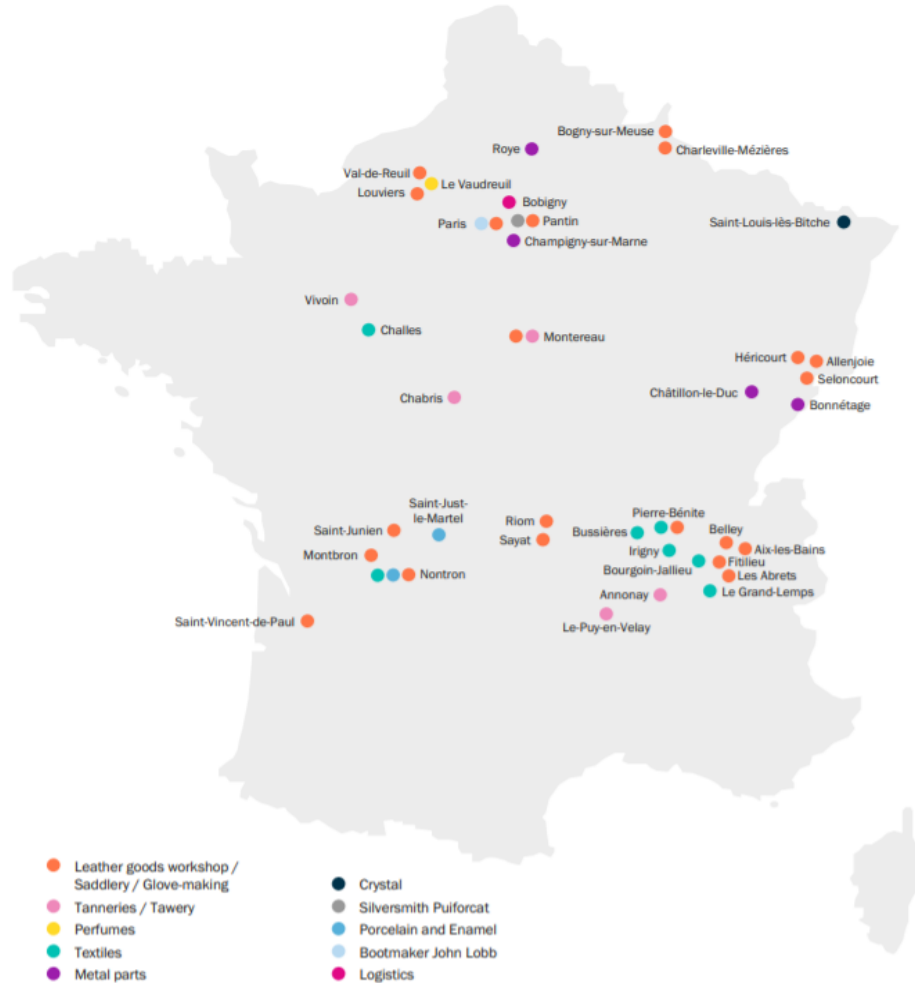 Bogny-sur-Meuse
Roye
Charleville-Mézières
Val-de-Reuil
Le Vaudreuil
Louviers
Bobigny
Paris
Pantin
Saint-Louis-lès-Bitche
Champigny-sur-Marne
Vivoin
Challes
Montereau
Héricourt
Allenjoie
Seloncourt
Châtillon-le-Duc
Chabris
Bonnétage
Saint-Just-
le-Martel
Saint-Junien
Riom
Sayat
Pierre-Bénite
Bussières
Belley
Irigny
Aix-les-Bains
Montbron
Fitilieu
Bourgoin-Jallieu
Les Abrets
Nontron
Le Grand-Lemps
Annonay
Saint-Vincent-de-Paul
Le-Puy-en-Velay
Leather goods workshop /
Saddlery / Glove-making
Tanneries / Tawery
Perfumes
Textiles
Metal parts
Crystal
Silversmith Puiforcat
Porcelain and Enamel
Bootmaker John Lobb
Logistics